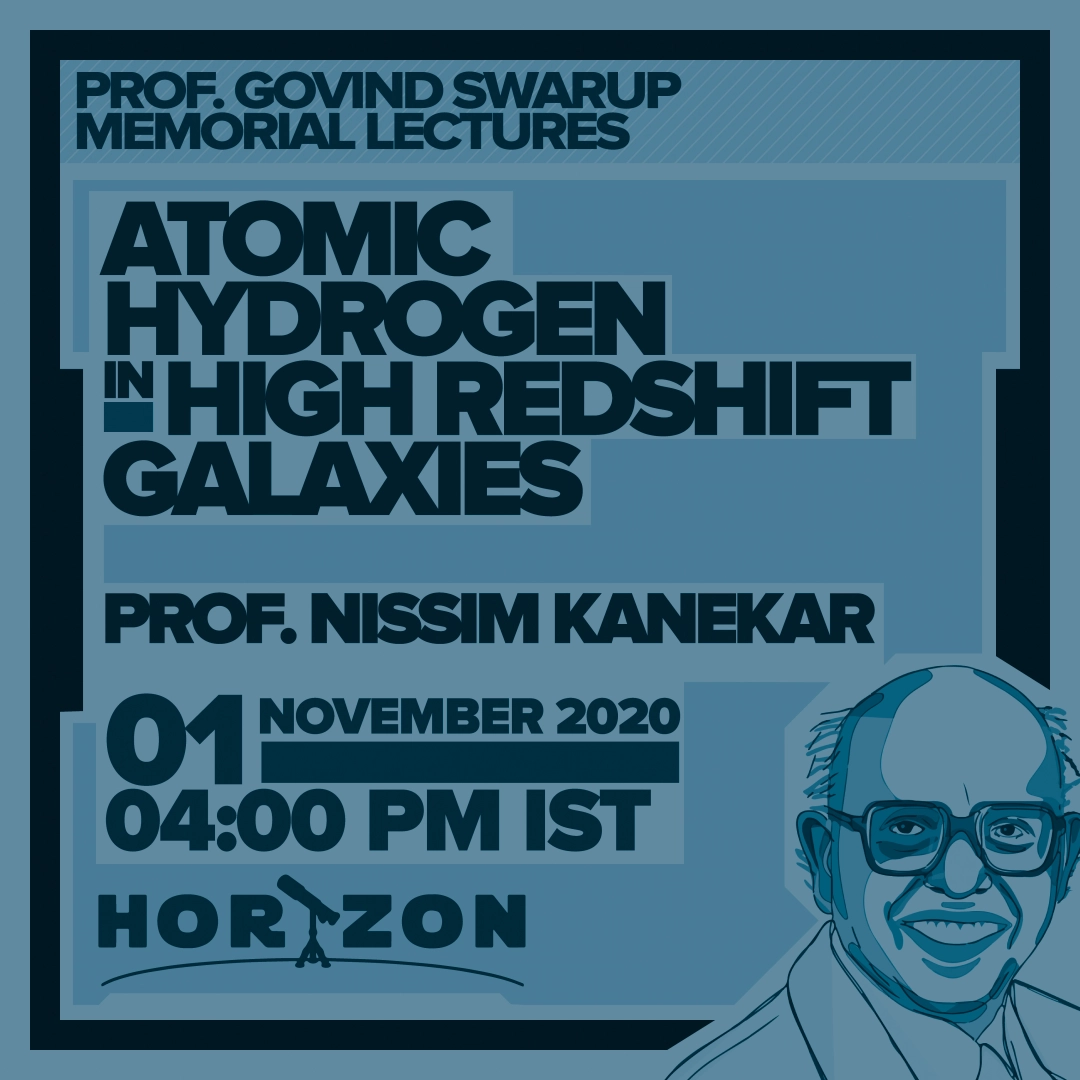 PROF. GOVIND SWARUP
MEMORIAL LECTURES
ATOMIC
HYDROGEN
IN HIGH REDSHIFT
GALAXIES
PROF. NISSIM KANEKAR
01 NOVEMBER 2020
04:00 PM IST
HORIZON